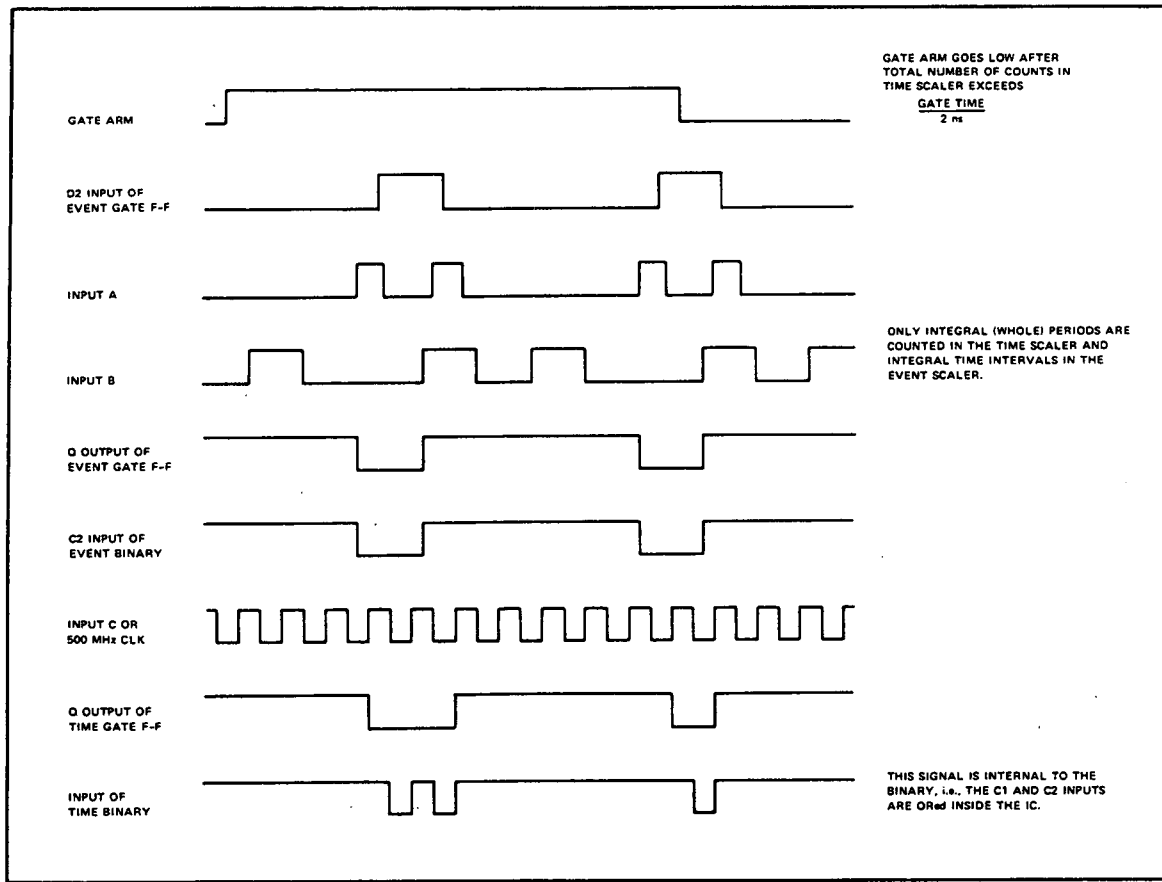 GATE ARM GOES LOW AFTER
TOTAL NUMBER OF COUNTS IN
TIME SCALER EXCEEDS
GATE TIME
2 ns
GATE ARM
D2 INPUT OF
EVENT GATE F-F
INPUT A
ONLY INTEGRAL (WHOLE) PERIODS ARE
COUNTED IN THE TIME SCALER AND
INTEGRAL TIME INTERVALS IN THE
EVENT SCALER.
INPUT B
Q OUTPUT OF
EVENT GATE F-F
C2 INPUT OF
EVENT BINARY
INPUT C OR
500 MHz CLK
Q OUTPUT OF
TIME GATE F-F
INPUT OF
TIME BINARY
THIS SIGNAL IS INTERNAL TO THE
BINARY, i.e., THE C1 AND C2 INPUTS
ARE ORed INSIDE THE IC.